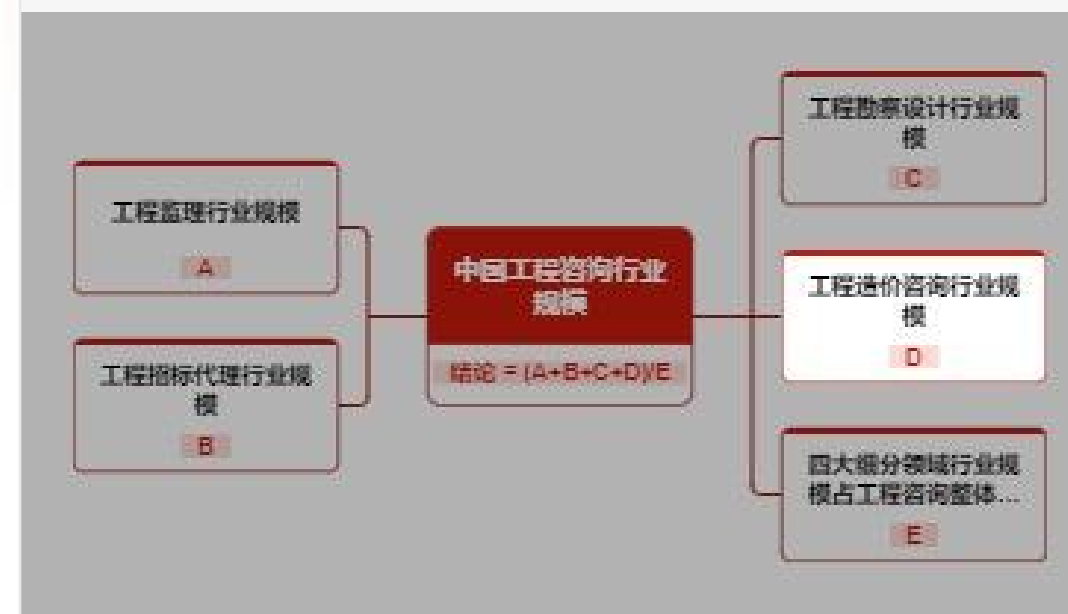 工程监理行业规模
A
工程招标代理行业规
模
B
中国工程咨询行业
规模
结论 = (A+B+C+D)/E
工程勘察设计行业规
模
C
工程造价咨询行业规
模
D
四大细分领域行业规
模占工程咨询整体...
E